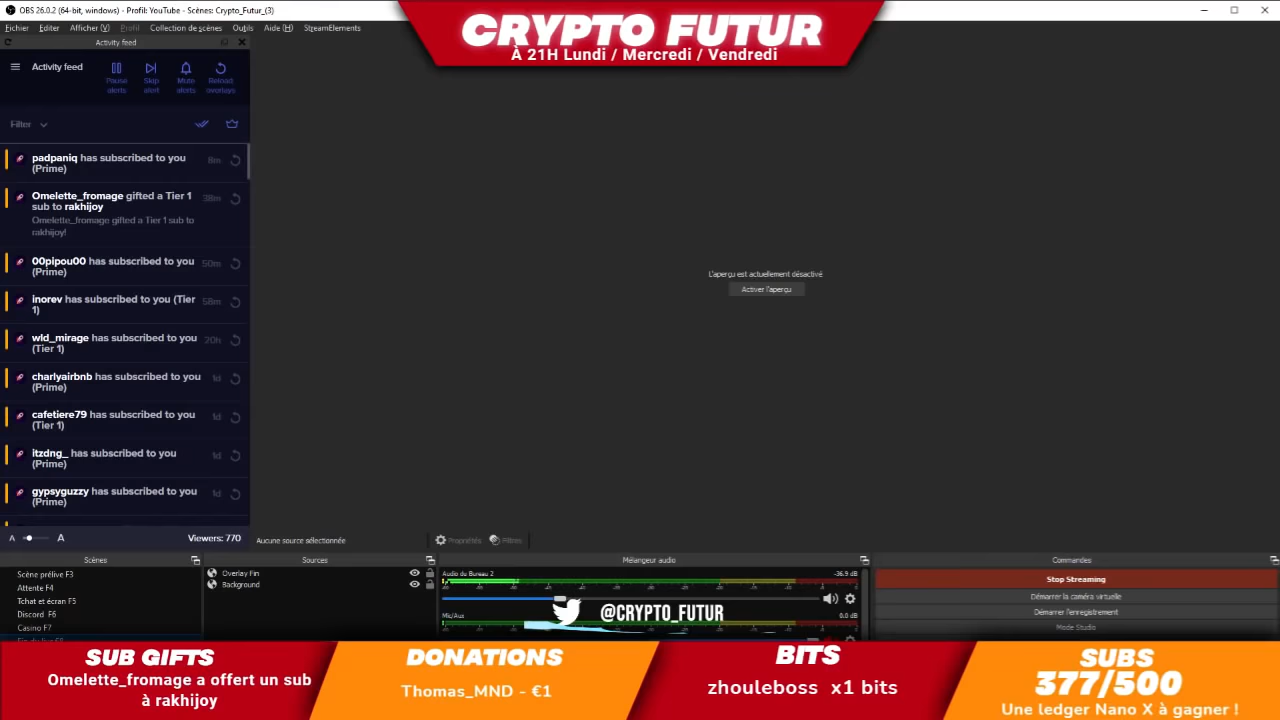 OBS 26.0.2 (64-bit, windows) - Profil: YouTube - Scènes: Crypto_Futur_(3)
Fichier Editer Afficher (V) Profil Collection de scènes Outils Aide (H) StreamElements
CRYPTO FUTUR
À 21H Lundi / Mercredi / Vendredi
Activity feed
Activity feed
Pause alerts
Skip alert
Mute alerts
Reload overlays
Filter
padpaniq has subscribed to you
(Prime)
8m
Omelette_fromage gifted a Tier 1
sub to rakhijoy
38m
Omelette_fromage gifted a Tier 1 sub to
rakhijoy!
00pipou00 has subscribed to you
(Prime)
50m
inorev has subscribed to you (Tier
1)
58m
wld_mirage has subscribed to you
(Tier 1)
20h
charlyairbnb has subscribed to you
(Prime)
1d
cafetiere79 has subscribed to you
(Tier 1)
1d
itzdng_ has subscribed to you
(Prime)
1d
gypsyguzzy has subscribed to you
(Prime)
1d
A A Viewers: 770
L'aperçu est actuellement désactivé
Activer l'aperçu
Aucune source sélectionnée
Propriétés Filtres
Scènes
Scène prélive F3
Attente F4
Tchat et écran F5
Discord F6
Casino F7
Sources
Overlay Fin
Background
Mélangeur audio
Audio du Bureau 2 -36.9 dB
Mic/Aux 0.0 dB
@CRYPTO_FUTUR
Commandes
Stop Streaming
Démarrer la caméra virtuelle
Démarrer l'enregistrement
Mode Studio
SUB GIFTS
Omelette_fromage a offert un sub
à rakhijoy
DONATIONS
Thomas_MND - €1
BITS
zhouleboss x1 bits
SUBS
377/500
Une ledger Nano X à gagner !